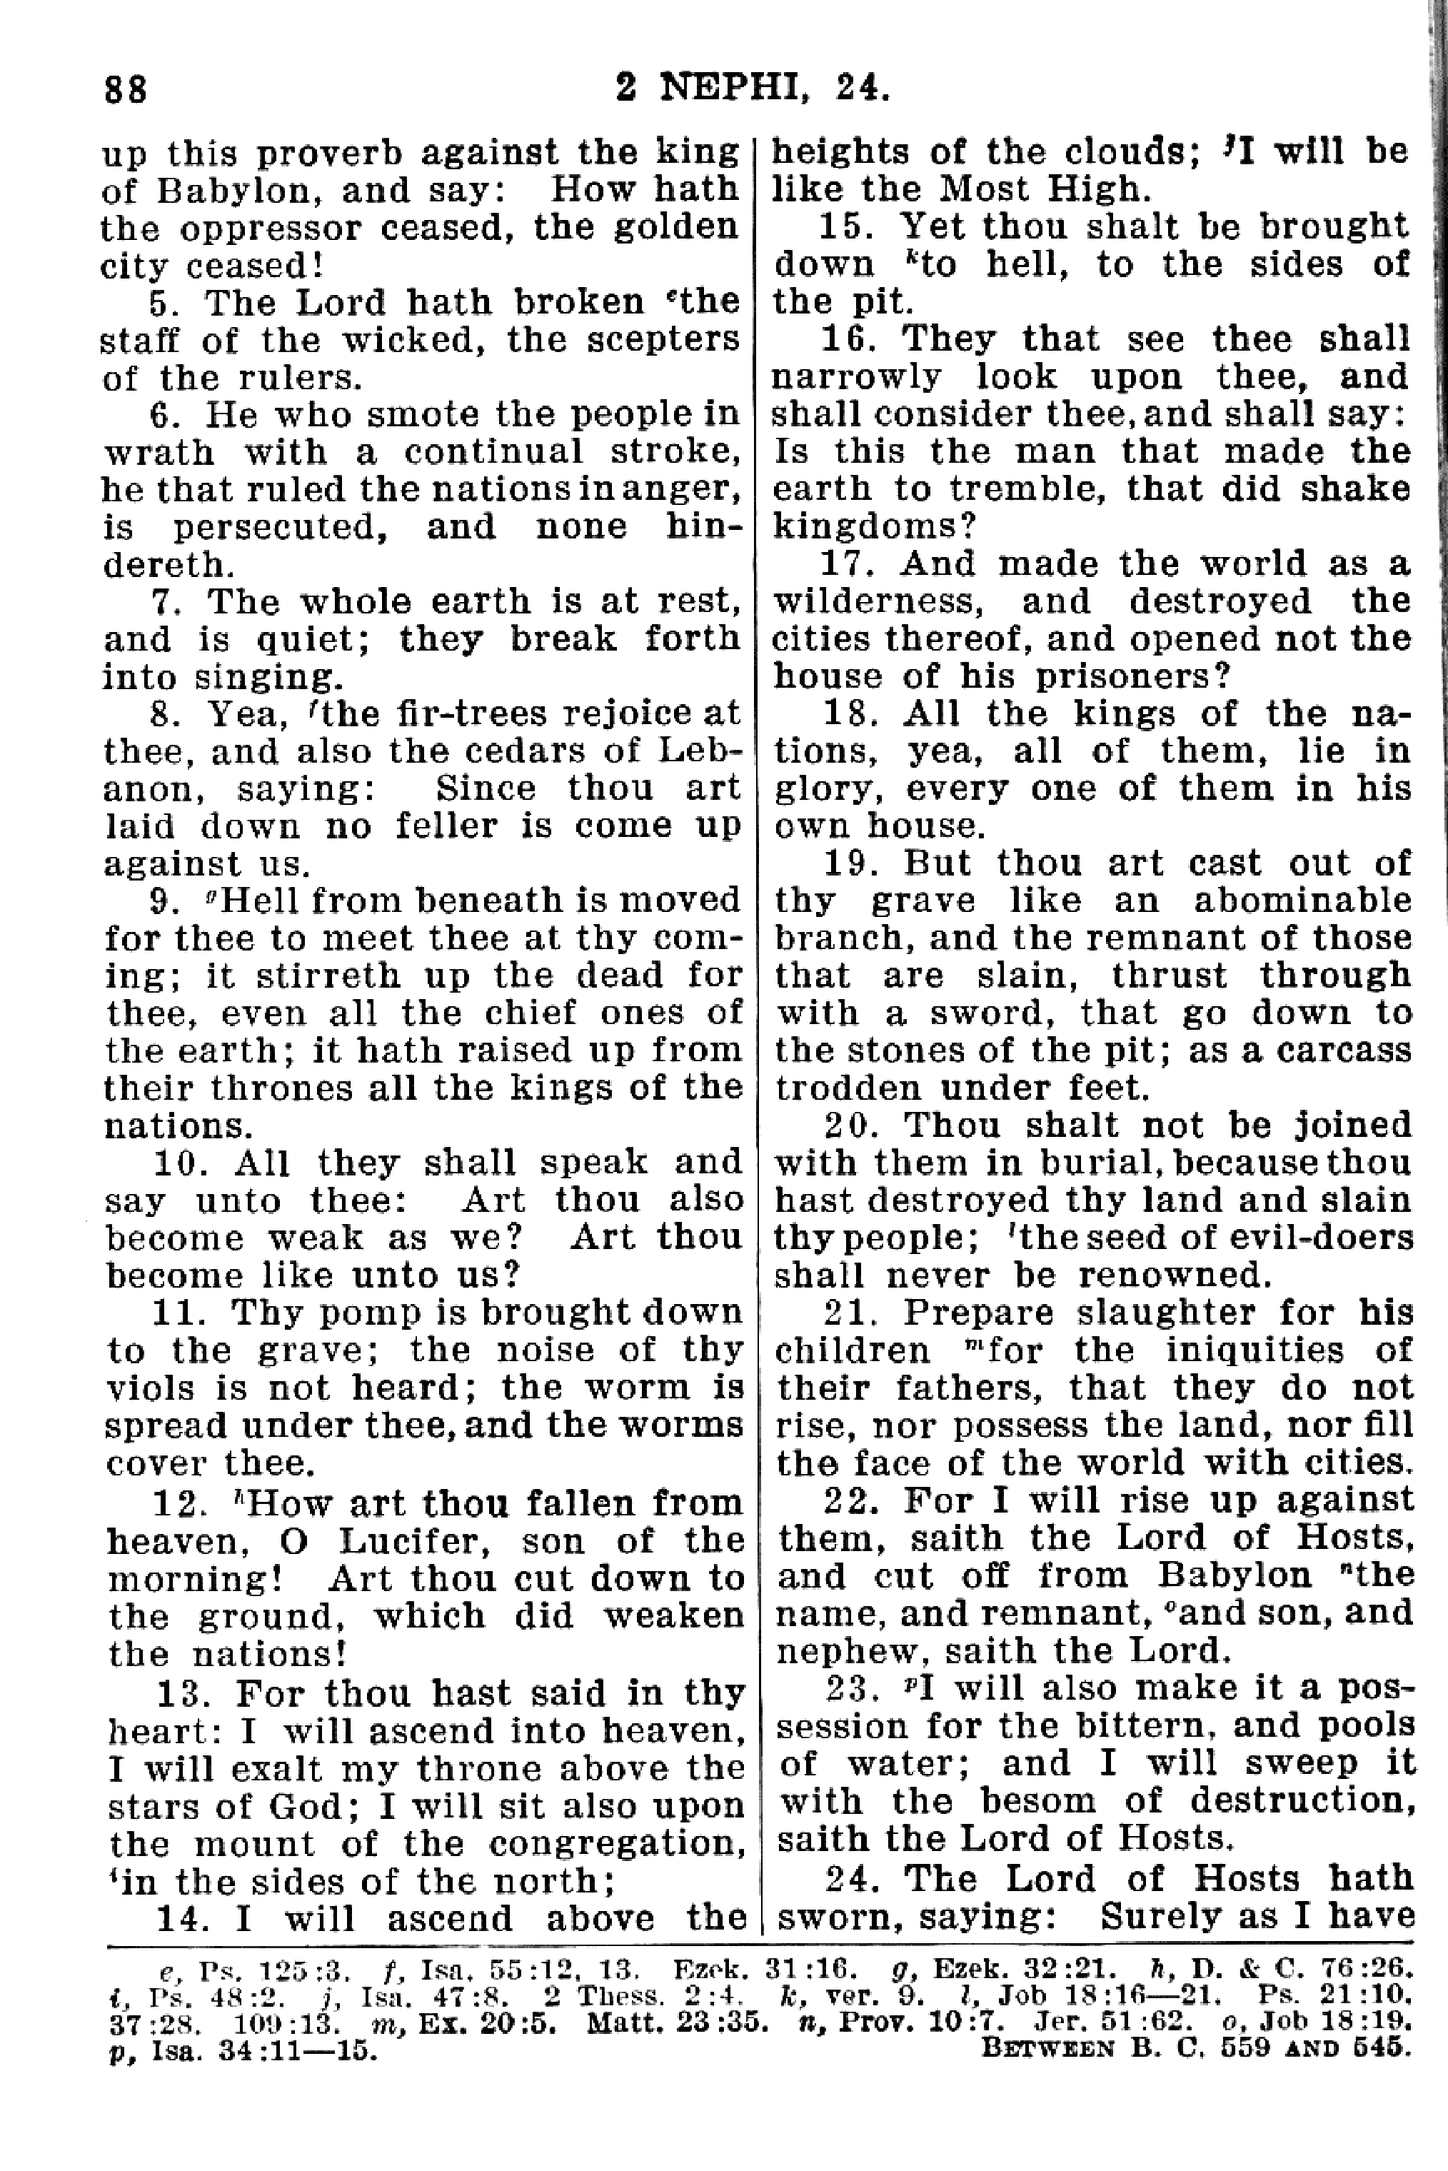 88
2 NEPHI, 24.
up this proverb against the king
of Babylon, and say: How hath
the oppressor ceased, the golden
city ceased!
5. The Lord hath broken ᵉthe
staff of the wicked, the scepters
of the rulers.
6. He who smote the people in
wrath with a continual stroke,
he that ruled the nations in anger,
is persecuted, and none hin-
dereth.
7. The whole earth is at rest,
and is quiet; they break forth
into singing.
8. Yea, ᶠthe fir-trees rejoice at
thee, and also the cedars of Leb-
anon, saying: Since thou art
laid down no feller is come up
against us.
9. ᵍHell from beneath is moved
for thee to meet thee at thy com-
ing; it stirreth up the dead for
thee, even all the chief ones of
the earth; it hath raised up from
their thrones all the kings of the
nations.
10. All they shall speak and
say unto thee: Art thou also
become weak as we? Art thou
become like unto us?
11. Thy pomp is brought down
to the grave; the noise of thy
viols is not heard; the worm is
spread under thee, and the worms
cover thee.
12. ʰHow art thou fallen from
heaven, O Lucifer, son of the
morning! Art thou cut down to
the ground, which did weaken
the nations!
13. For thou hast said in thy
heart: I will ascend into heaven,
I will exalt my throne above the
stars of God; I will sit also upon
the mount of the congregation,
ⁱin the sides of the north;
14. I will ascend above the
heights of the clouds; ʲI will be
like the Most High.
15. Yet thou shalt be brought
down ᵏto hell, to the sides of
the pit.
16. They that see thee shall
narrowly look upon thee, and
shall consider thee, and shall say:
Is this the man that made the
earth to tremble, that did shake
kingdoms?
17. And made the world as a
wilderness, and destroyed the
cities thereof, and opened not the
house of his prisoners?
18. All the kings of the na-
tions, yea, all of them, lie in
glory, every one of them in his
own house.
19. But thou art cast out of
thy grave like an abominable
branch, and the remnant of those
that are slain, thrust through
with a sword, that go down to
the stones of the pit; as a carcass
trodden under feet.
20. Thou shalt not be joined
with them in burial, because thou
hast destroyed thy land and slain
thy people; ˡthe seed of evil-doers
shall never be renowned.
21. Prepare slaughter for his
children ᵐfor the iniquities of
their fathers, that they do not
rise, nor possess the land, nor fill
the face of the world with cities.
22. For I will rise up against
them, saith the Lord of Hosts,
and cut off from Babylon ⁿthe
name, and remnant, ᵒand son, and
nephew, saith the Lord.
23. ᵖI will also make it a pos-
session for the bittern, and pools
of water; and I will sweep it
with the besom of destruction,
saith the Lord of Hosts.
24. The Lord of Hosts hath
sworn, saying: Surely as I have
e, Ps. 125:3. f, Isa. 55:12, 13. Ezek. 31:16. g, Ezek. 32:21. h, D. & C. 76:26.
i, Ps. 48:2. j, Isa. 47:8. 2 Thess. 2:4. k, ver. 9. l, Job 18:16—21. Ps. 21:10.
37:28. 109:13. m, Ex. 20:5. Matt. 23:35. n, Prov. 10:7. Jer. 51:62. o, Job 18:19.
p, Isa. 34:11—15. BETWEEN B. C. 559 AND 545.